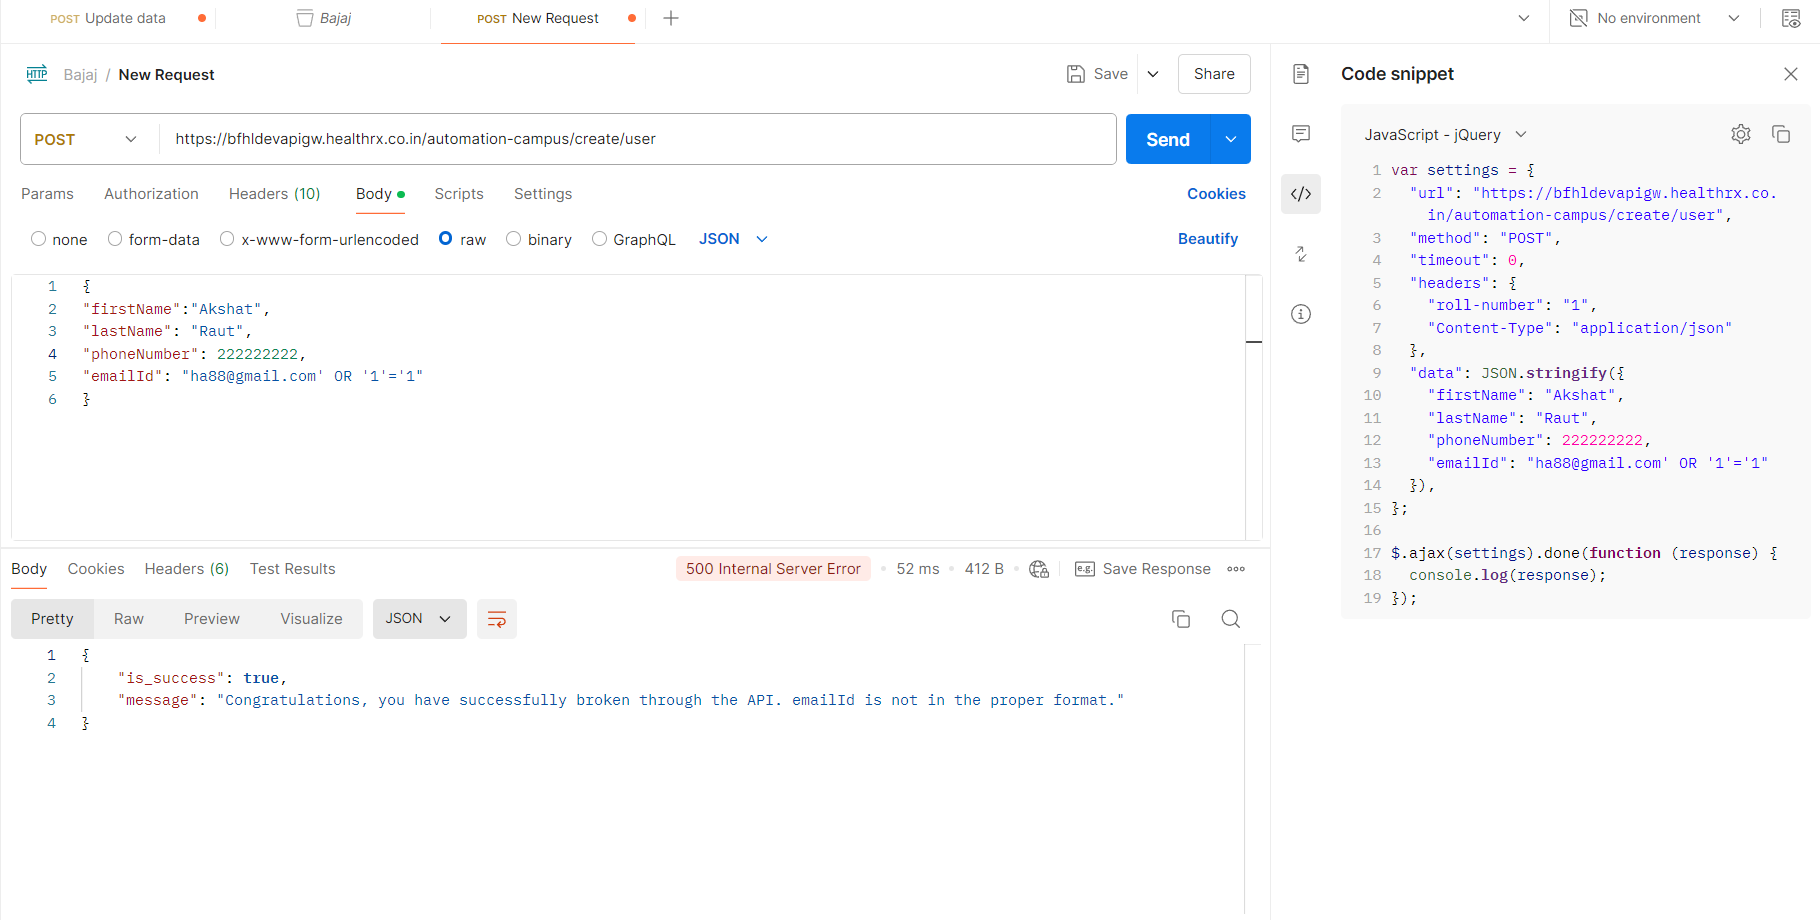 POST Update data
Bajaj
POST New Request
No environment
HTTP Bajaj / New Request
Save
Share
POST
https://bfhldevapigw.healthrx.co.in/automation-campus/create/user
Send
Params Authorization Headers (10) Body Scripts Settings
Cookies
none form-data x-www-form-urlencoded raw binary GraphQL JSON
Beautify
1 {
2 "firstName":"Akshat",
3 "lastName": "Raut",
4 "phoneNumber": 222222222,
5 "emailId": "ha88@gmail.com' OR '1'='1"
6 }
Body Cookies Headers (6) Test Results
500 Internal Server Error 52 ms 412 B e.g. Save Response
Pretty Raw Preview Visualize JSON
1 {
2 "is_success": true,
3 "message": "Congratulations, you have successfully broken through the API. emailId is not in the proper format."
4 }
Code snippet
JavaScript - jQuery
1 var settings = {
2 "url": "https://bfhldevapigw.healthrx.co.
in/automation-campus/create/user",
3 "method": "POST",
4 "timeout": 0,
5 "headers": {
6 "roll-number": "1",
7 "Content-Type": "application/json"
8 },
9 "data": JSON.stringify({
10 "firstName": "Akshat",
11 "lastName": "Raut",
12 "phoneNumber": 222222222,
13 "emailId": "ha88@gmail.com' OR '1'='1"
14 }),
15 };
16
17 $.ajax(settings).done(function (response) {
18 console.log(response);
19 });